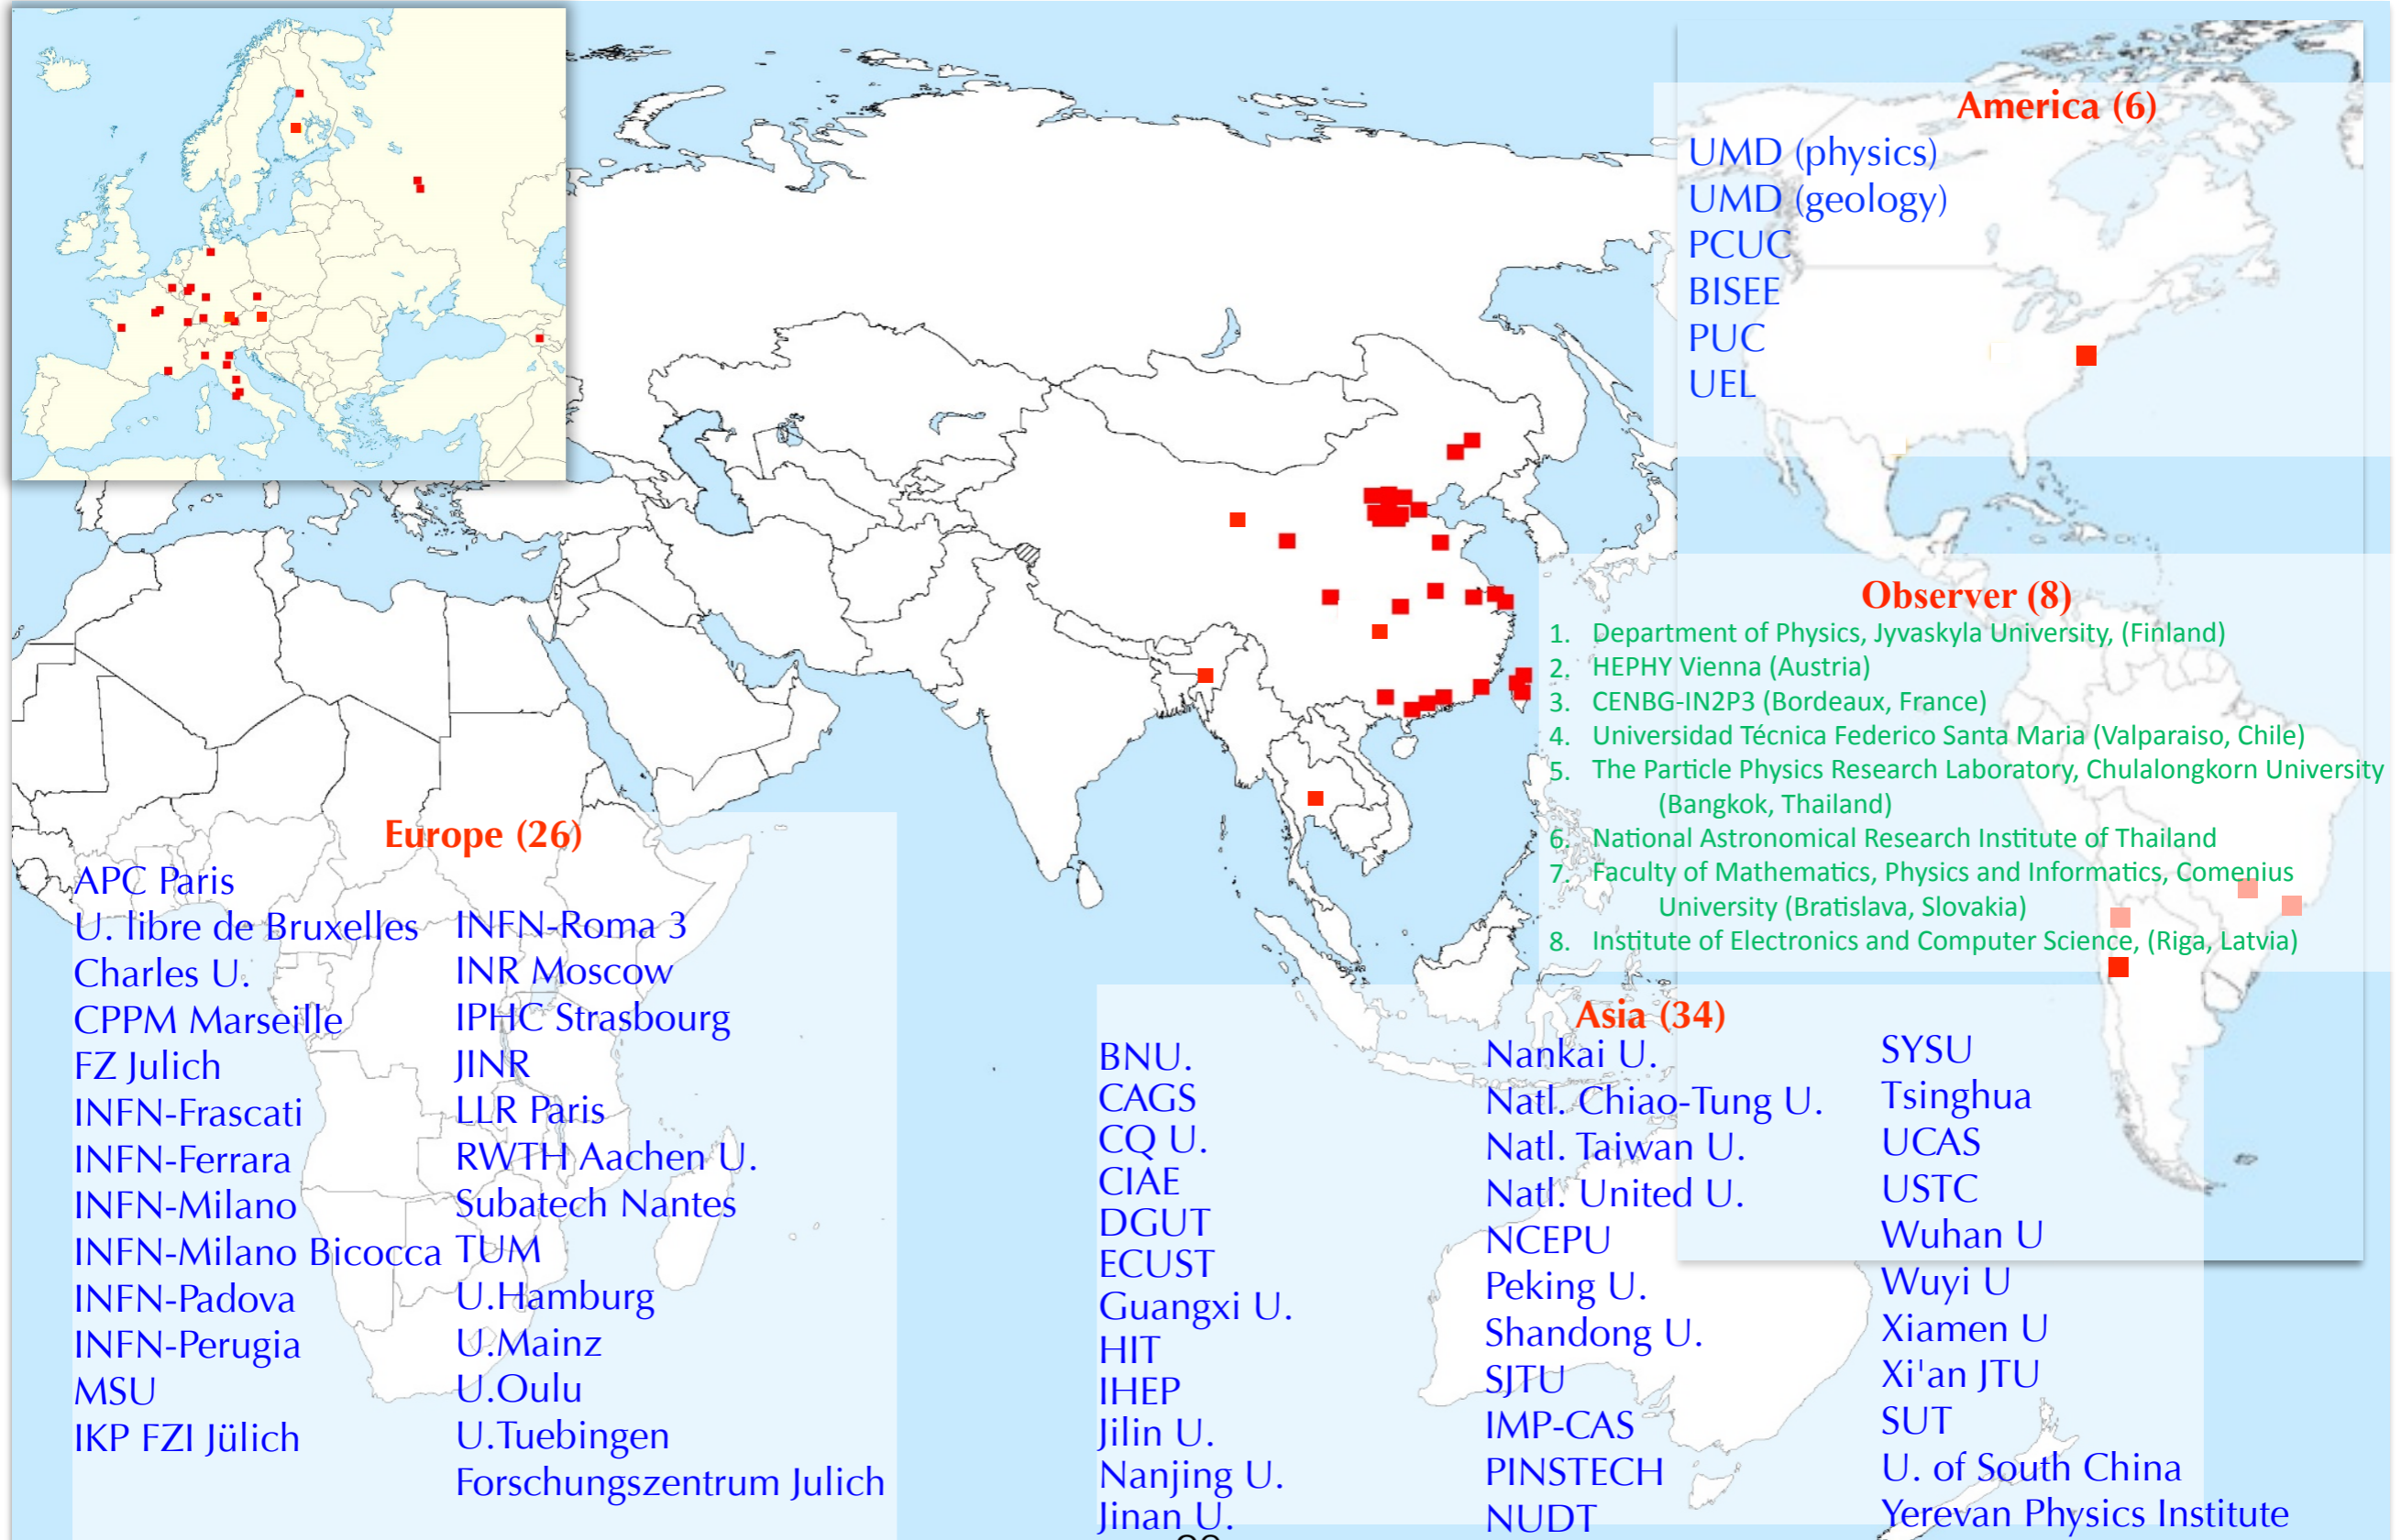 America (6)
UMD (physics)
UMD (geology)
PCUC
BISEE
PUC
UEL
Observer (8)
1. Department of Physics, Jyvaskyla University, (Finland)
2. HEPHY Vienna (Austria)
3. CENBG-IN2P3 (Bordeaux, France)
4. Universidad Técnica Federico Santa Maria (Valparaiso, Chile)
5. The Particle Physics Research Laboratory, Chulalongkorn University
(Bangkok, Thailand)
6. National Astronomical Research Institute of Thailand
7. Faculty of Mathematics, Physics and Informatics, Comenius
University (Bratislava, Slovakia)
8. Institute of Electronics and Computer Science, (Riga, Latvia)
Europe (26)
APC Paris
U. libre de Bruxelles
Charles U.
CPPM Marseille
FZ Julich
INFN-Frascati
INFN-Ferrara
INFN-Milano
INFN-Milano Bicocca
INFN-Padova
INFN-Perugia
MSU
IKP FZI Jülich
INFN-Roma 3
INR Moscow
IPHC Strasbourg
JINR
LLR Paris
RWTH Aachen U.
Subatech Nantes
TUM
U.Hamburg
U.Mainz
U.Oulu
U.Tuebingen
Forschungszentrum Julich
Asia (34)
BNU.
CAGS
CQ U.
CIAE
DGUT
ECUST
Guangxi U.
HIT
IHEP
Jilin U.
Nanjing U.
Jinan U.
Nankai U.
Natl. Chiao-Tung U.
Natl. Taiwan U.
Natl. United U.
NCEPU
Peking U.
Shandong U.
SJTU
IMP-CAS
PINSTECH
NUDT
SYSU
Tsinghua
UCAS
USTC
Wuhan U
Wuyi U
Xiamen U
Xi'an JTU
SUT
U. of South China
Yerevan Physics Institute